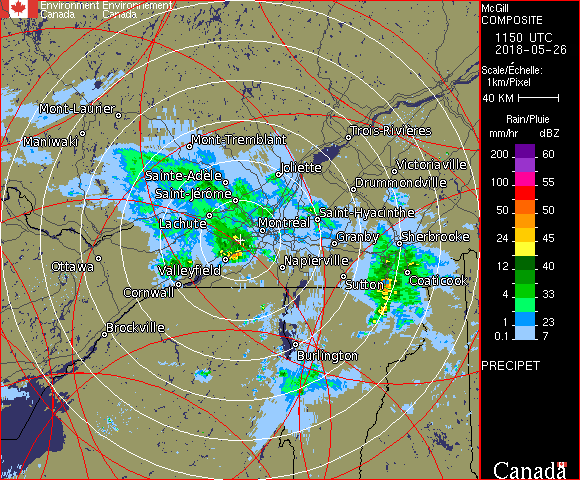 Environment Environnement
Canada Canada
McGill
COMPOSITE
1150 UTC
2018-05-26
Scale/Échelle:
1km/Pixel
40 KM
Rain/Pluie
mm/hr dBZ
200 60
150 57
100 55
50 50
24 45
12 40
4 33
1 23
0.1 7
PRECIPET
Canada
Mont-Laurier
Maniwaki
Mont-Tremblant
Trois-Rivières
Sainte-Adèle
Joliette
Victoriaville
Saint-Jérôme
Drummondville
Lachute
Montréal
Saint-Hyacinthe
Granby
Sherbrooke
Ottawa
Valleyfield
Napierville
Sutton
Coaticook
Cornwall
Brockville
Burlington